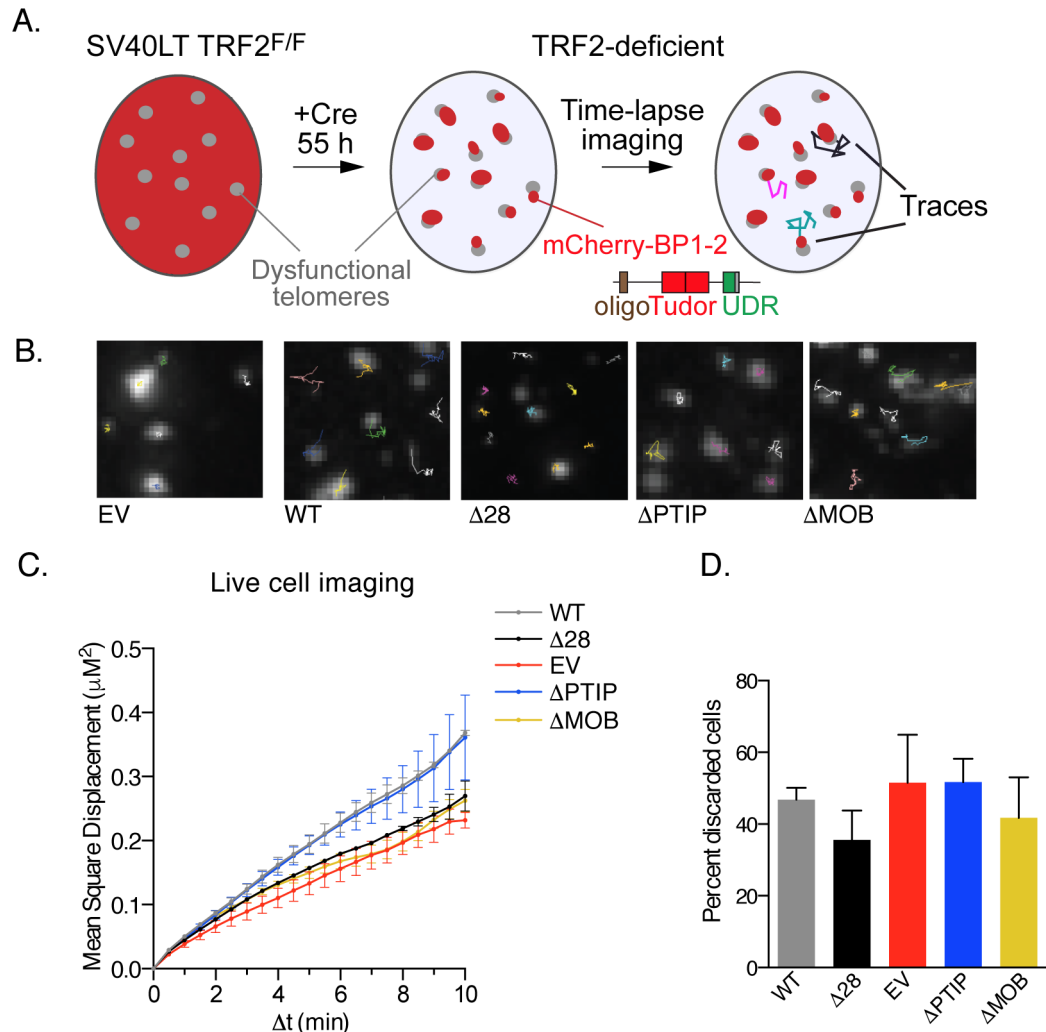 A.
SV40LT TRF2F/F
TRF2-deficient
+Cre
55 h
Time-lapse
imaging
Traces
mCherry-BP1-2
Dysfunctional
telomeres
oligoTudor UDR
B.
EV
WT
Δ28
ΔPTIP
ΔMOB
C.
Live cell imaging
WT
Δ28
EV
ΔPTIP
ΔMOB
Mean Square Displacement (μM2)
0.5
0.4
0.3
0.2
0.1
0.0
0 2 4 6 8 10
Δt (min)
D.
Percent discarded cells
80
60
40
20
0
WT
Δ28
EV
ΔPTIP
ΔMOB